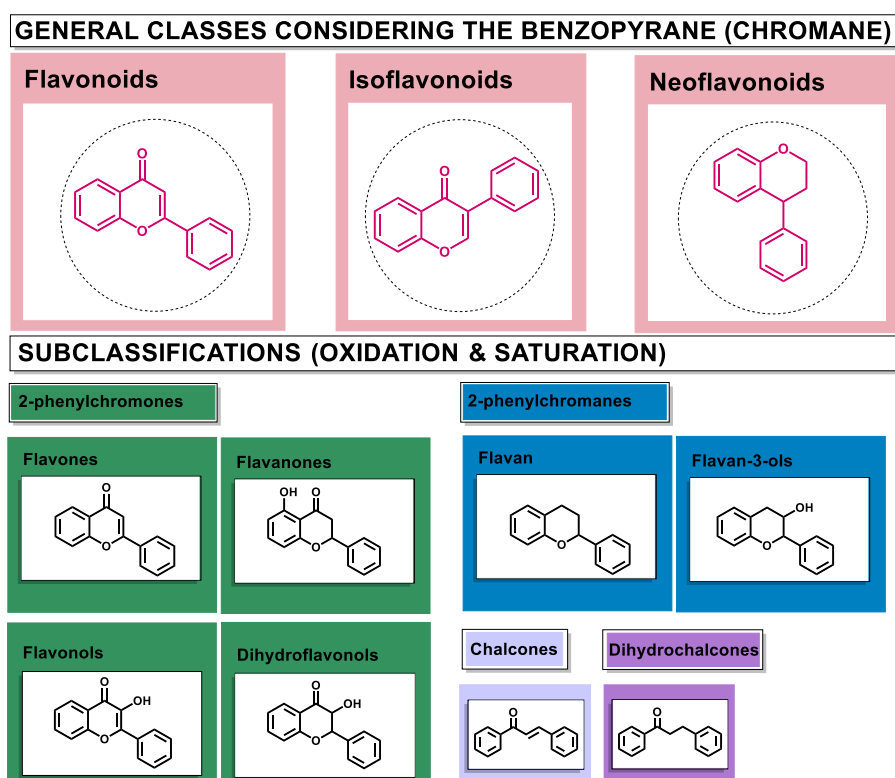 GENERAL CLASSES CONSIDERING THE BENZOPYRANE (CHROMANE)
Flavonoids
Isoflavonoids
Neoflavonoids
O
O
O
O
O
SUBCLASSIFICATIONS (OXIDATION & SATURATION)
2-phenylchromones
2-phenylchromanes
Flavones
O
O
Flavanones
OH
O
O
Flavan
O
Flavan-3-ols
OH
O
Flavonols
O
OH
O
Dihydroflavonols
O
OH
O
Chalcones
O
Dihydrochalcones
O